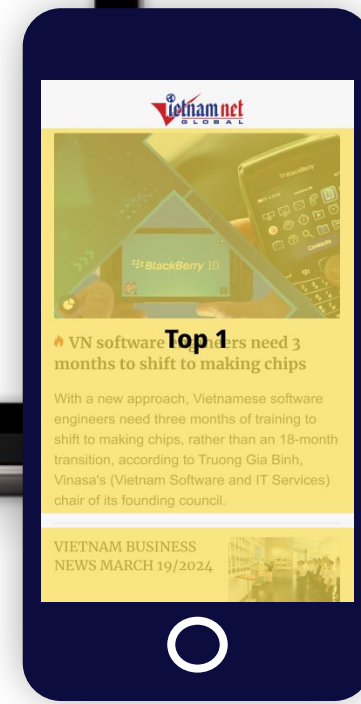 Vietnamnet
GLOBAL
BlackBerry 10
BlackBerry
Contacts
Top 1
VN software engineers need 3
months to shift to making chips
With a new approach, Vietnamese software
engineers need three months of training to
shift to making chips, rather than an 18-month
transition, according to Truong Gia Binh,
Vinasa's (Vietnam Software and IT Services)
chair of its founding council.
VIETNAM BUSINESS
NEWS MARCH 19/2024